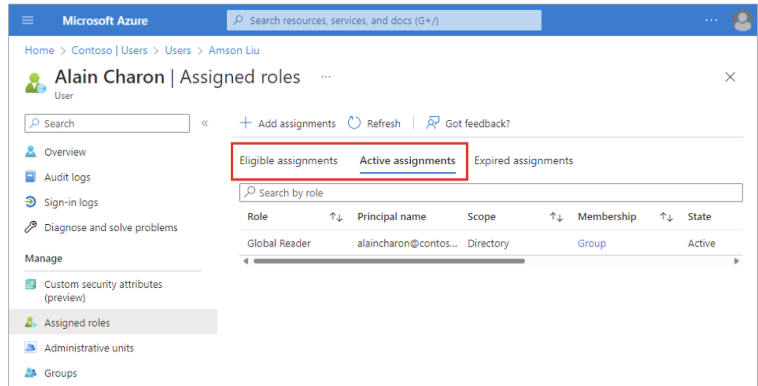 Microsoft Azure
Search resources, services, and docs (G+/)
Home > Contoso | Users > Users > Amson Liu
Alain Charon | Assigned roles ...
User
Search
+ Add assignments Refresh Got feedback?
Overview
Audit logs
Sign-in logs
Diagnose and solve problems
Manage
Custom security attributes
(preview)
Assigned roles
Administrative units
Groups
Eligible assignments Active assignments Expired assignments
Search by role
Role Principal name Scope Membership State
Global Reader alaincharon@contos... Directory Group Active